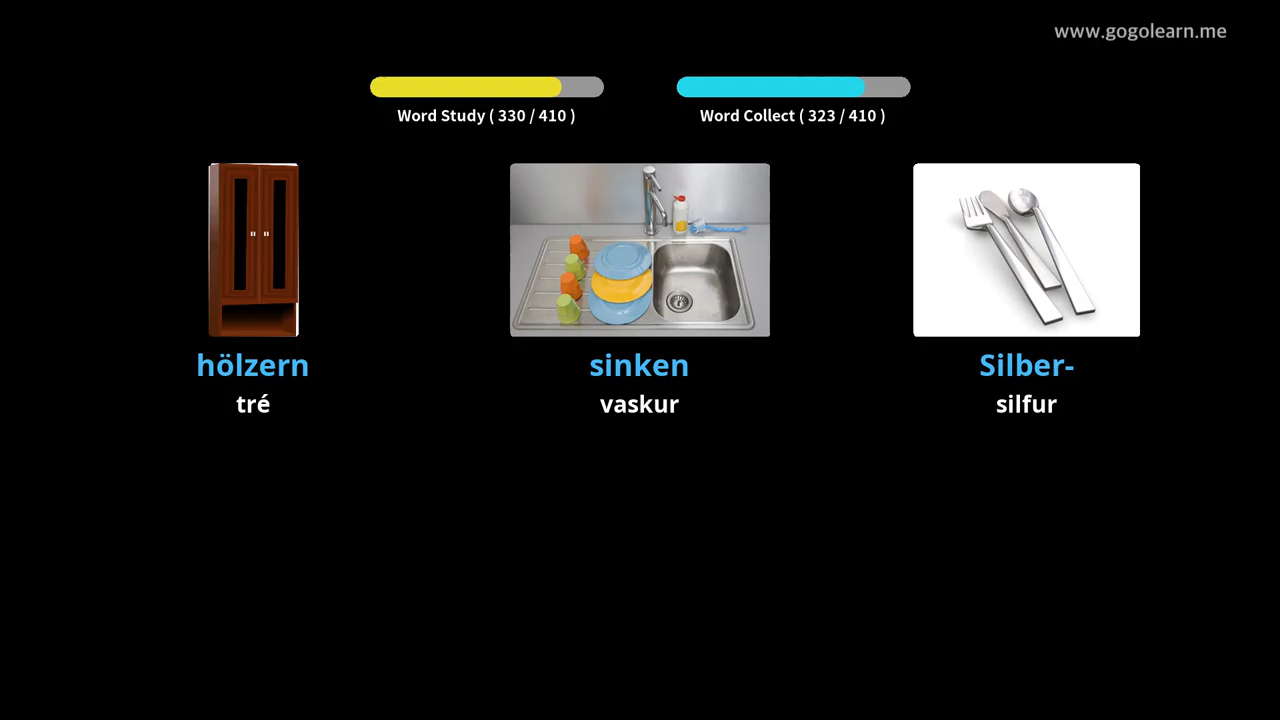 www.gogolearn.me
Word Study ( 330 / 410 )
Word Collect ( 323 / 410 )
hölzern
sinken
Silber-
tré
vaskur
silfur